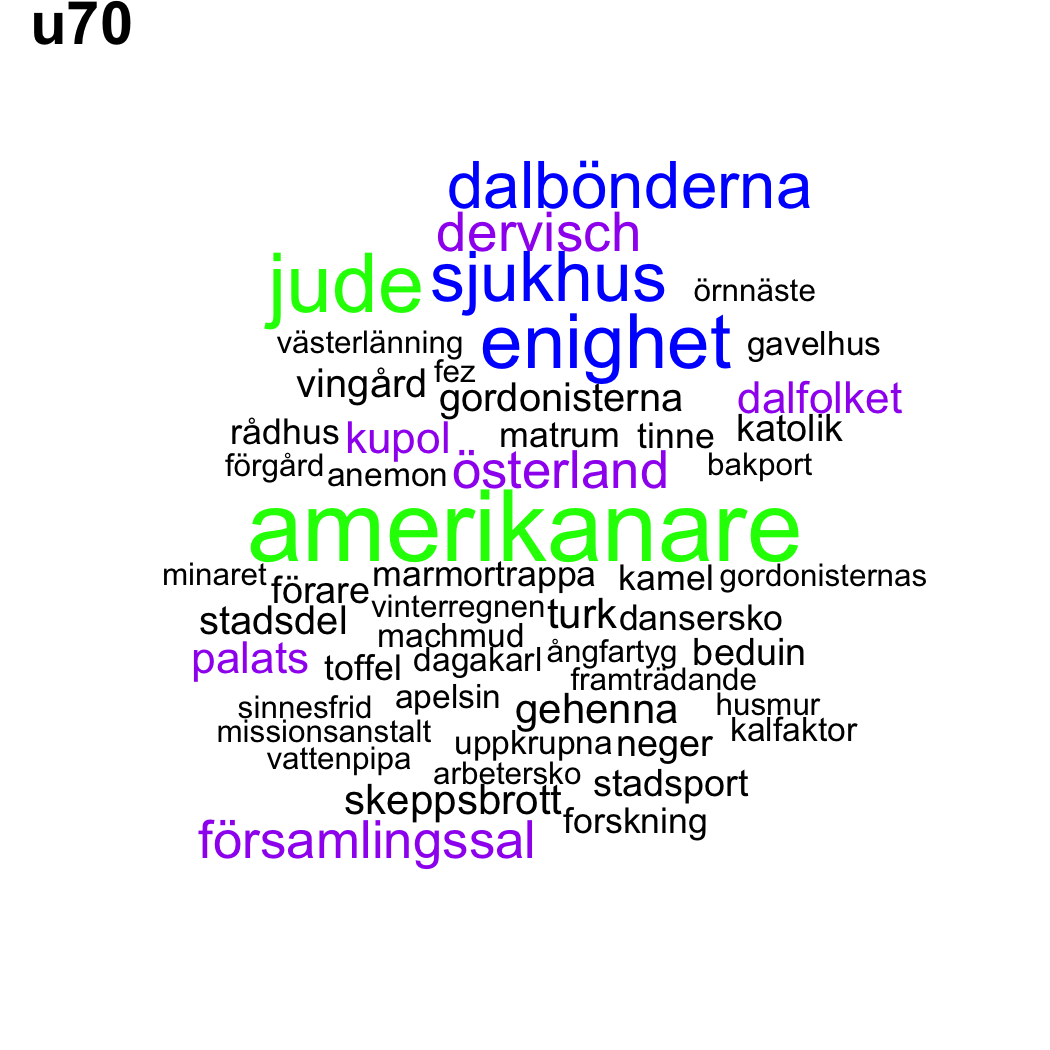 u70
dalbönderna
dervisch
jude sjukhus örnnäste
västerlänning enighet gavelhus
vingård fez gordonisterna dalfolket
rådhus kupol matrum tinne katolik
förgård anemon österland bakport
amerikanare
minaret förare marmortrappa kamel gordonisternas
stadsdel vinterregnen turk dansersko
machmud
palats toffel dagakarl ångfartyg beduin
framträdande
sinnesfrid apelsin gehenna husmur
missionsanstalt uppkrupna neger kalfaktor
vattenpipa arbetersko stadsport
skeppsbrott forskning
församlingssal